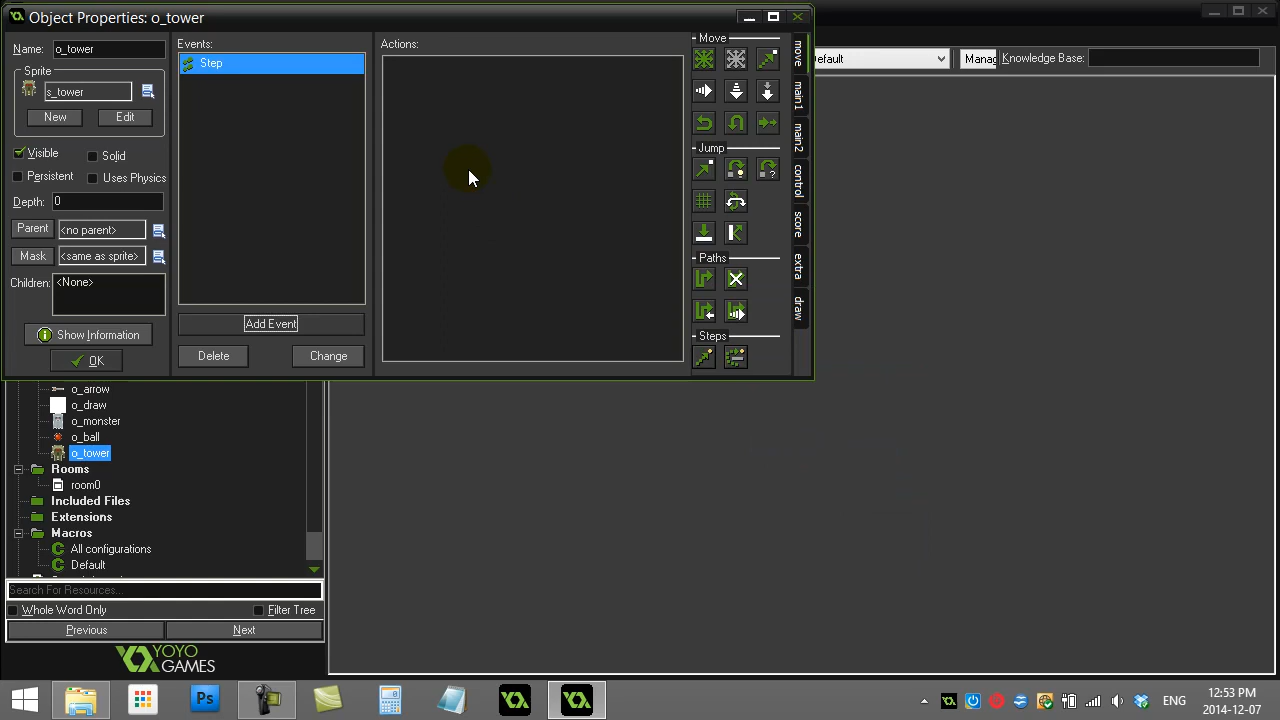 Object Properties: o_tower
Name: o_tower
Sprite
s_tower
New Edit
Visible Solid
Persistent Uses Physics
Depth: 0
Parent <no parent>
Mask <same as sprite>
Children: <None>
Show Information
OK
Events:
Step
Add Event
Delete Change
Actions:
Move
Jump
Paths
Steps
move
main1
main2
control
score
extra
draw
efault
Manag
Knowledge Base:
o_arrow
o_draw
o_monster
o_ball
o_tower
Rooms
room0
Included Files
Extensions
Macros
All configurations
Default
Search For Resources...
Whole Word Only Filter Tree
Previous Next
YOYO
GAMES
Ps
ENG
12:53 PM
2014-12-07